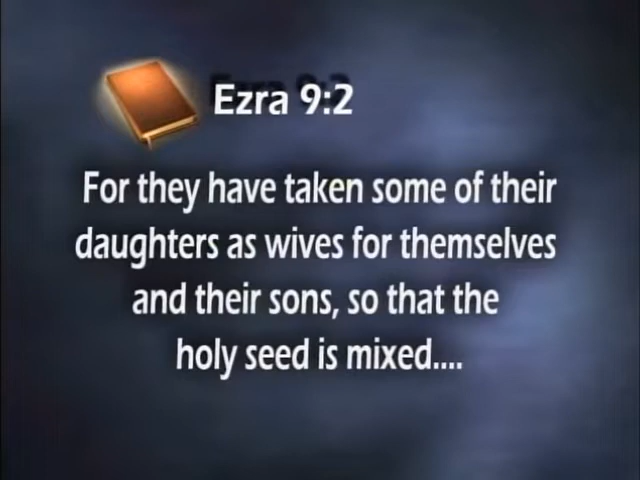 Ezra 9:2
For they have taken some of their
daughters as wives for themselves
and their sons, so that the
holy seed is mixed....